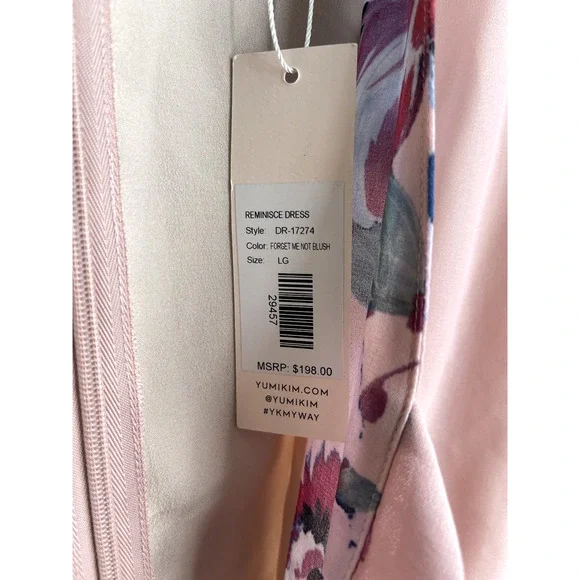 REMINISCE DRESS
Style: DR-17274
Color: FORGET ME NOT BLUSH
Size: LG
29457
MSRP: $198.00
YUMIKIM.COM
@YUMIKIM
#YKMYWAY